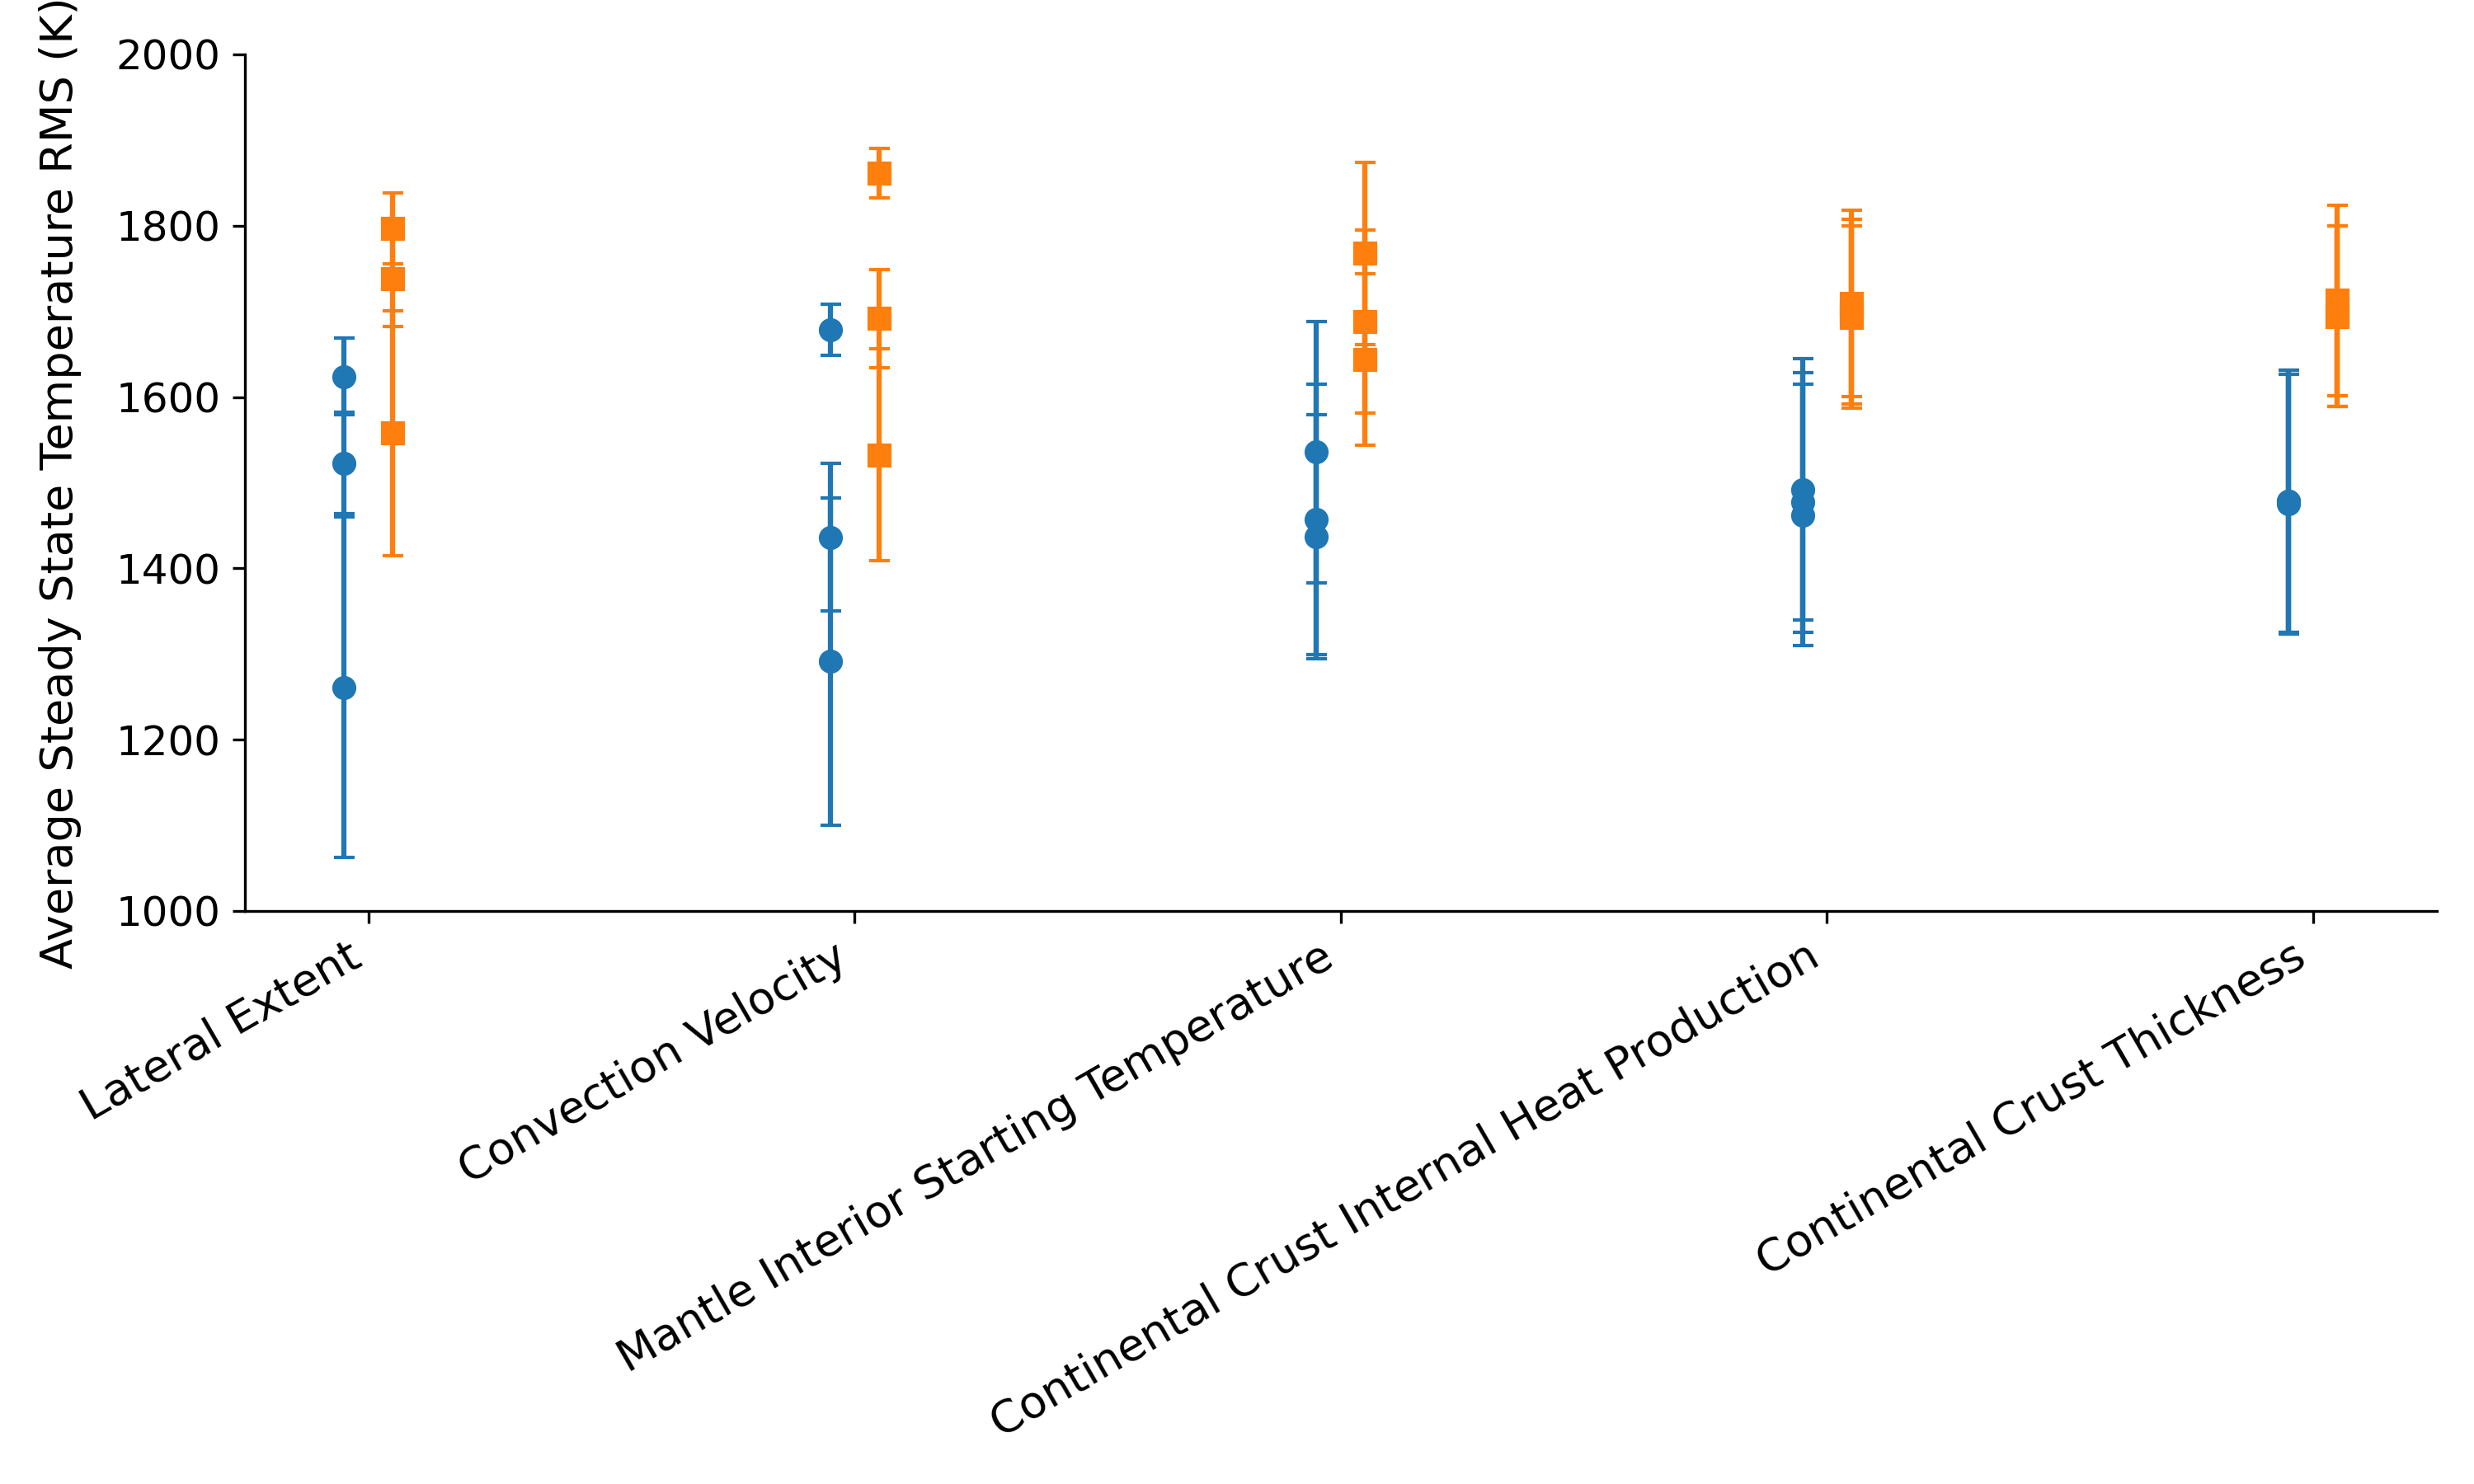 Average Steady State Temperature RMS (K)
2000
1800
1600
1400
1200
1000
Lateral Extent
Convection Velocity
Mantle Interior Starting Temperature
Continental Crust Internal Heat Production
Continental Crust Thickness